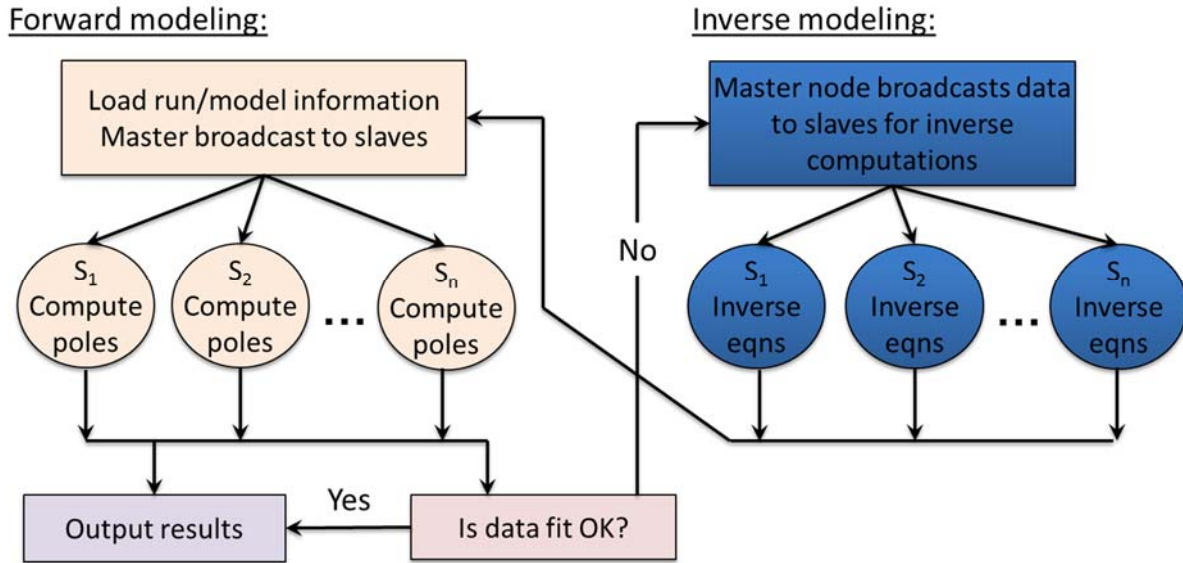 Forward modeling:
Load run/model information
Master broadcast to slaves
S1
Compute
poles
S2
Compute
poles
...
Sn
Compute
poles
Output results
Yes
Is data fit OK?
No
Inverse modeling:
Master node broadcasts data
to slaves for inverse
computations
S1
Inverse
eqns
S2
Inverse
eqns
...
Sn
Inverse
eqns